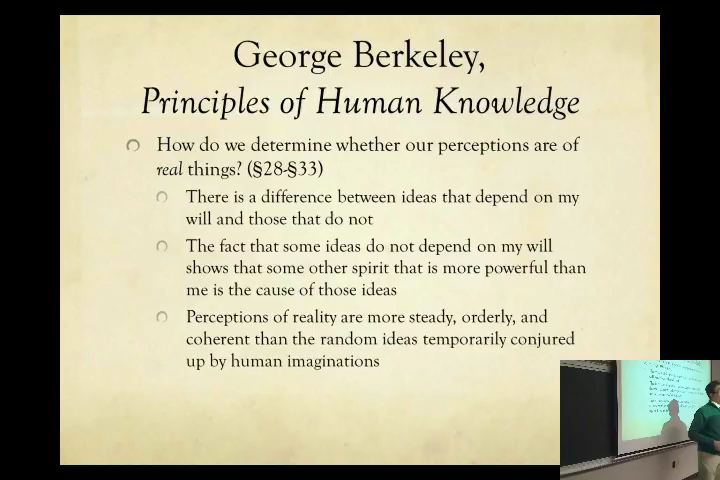 George Berkeley,
Principles of Human Knowledge
How do we determine whether our perceptions are of
real things? (§28-§33)
There is a difference between ideas that depend on my
will and those that do not
The fact that some ideas do not depend on my will
shows that some other spirit that is more powerful than
me is the cause of those ideas
Perceptions of reality are more steady, orderly, and
coherent than the random ideas temporarily conjured
up by human imaginations